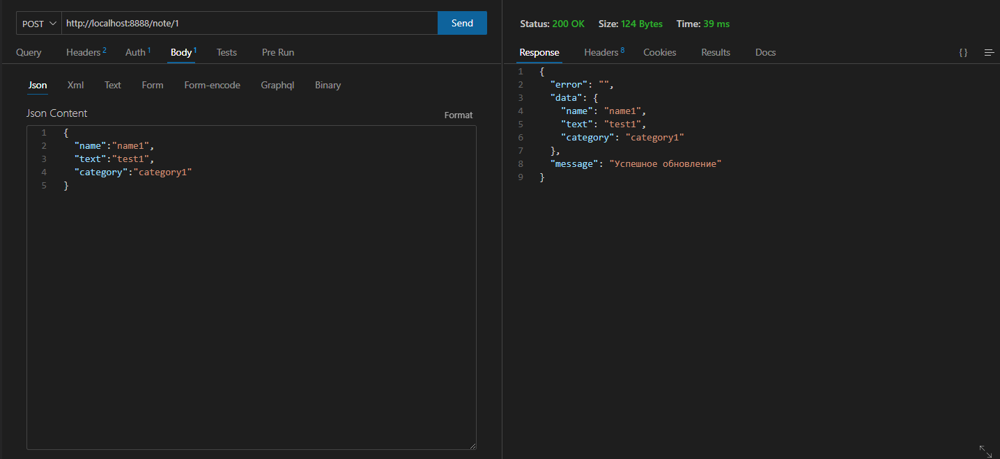 POST http://localhost:8888/note/1 Send
Query Headers 2 Auth 1 Body 1 Tests Pre Run
Json Xml Text Form Form-encode Graphql Binary
Json Content Format
1 {
2 "name":"name1",
3 "text":"test1",
4 "category":"category1"
5 }
Status: 200 OK Size: 124 Bytes Time: 39 ms
Response Headers 8 Cookies Results Docs { }
1 {
2 "error": "",
3 "data": {
4 "name": "name1",
5 "text": "test1",
6 "category": "category1"
7 },
8 "message": "Успешное обновление"
9 }